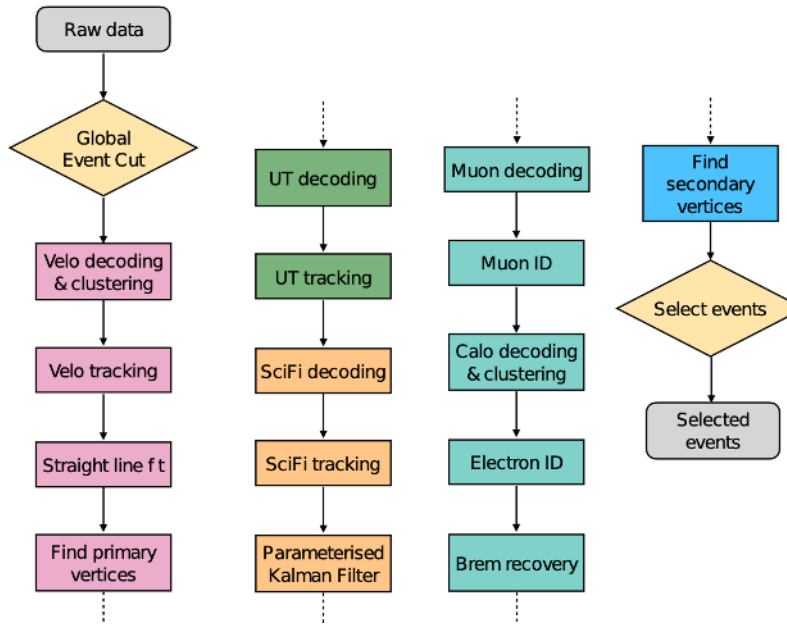 Raw data
Global
Event Cut
Velo decoding
& clustering
Velo tracking
Straight line f t
Find primary
vertices
UT decoding
UT tracking
SciFi decoding
SciFi tracking
Parameterised
Kalman Filter
Muon decoding
Muon ID
Calo decoding
& clustering
Electron ID
Brem recovery
Find
secondary
vertices
Select events
Selected
events